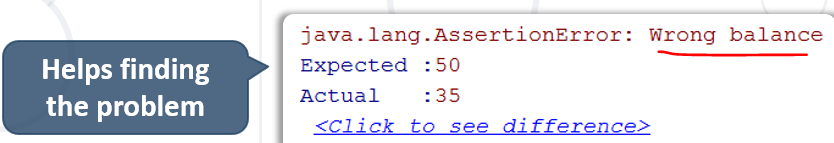 Helps finding
the problem
java.lang.AssertionError: Wrong balance
Expected :50
Actual   :35
<Click to see difference>